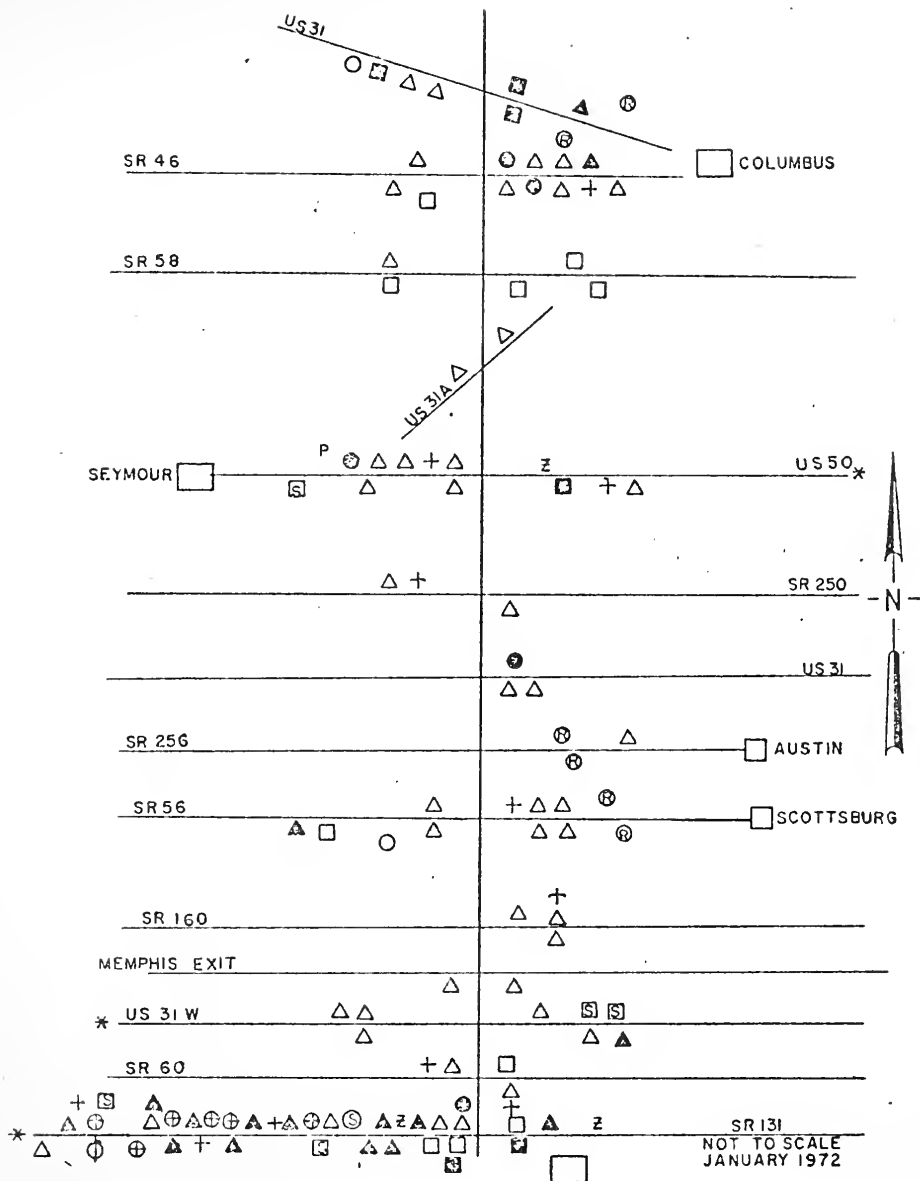 US 31
R
R
SR 46
COLUMBUS
SR 58
US 31A
P
Z
SEYMOUR
US 50*
S
SR 250
N
US 31
R
SR 256
AUSTIN
R
R
SR 56
SCOTTSBURG
R
SR 160
MEMPHIS EXIT
S S
* US 31 W
SR 60
S
S Z Z
* SR 131
S
NOT TO SCALE
JANUARY 1972